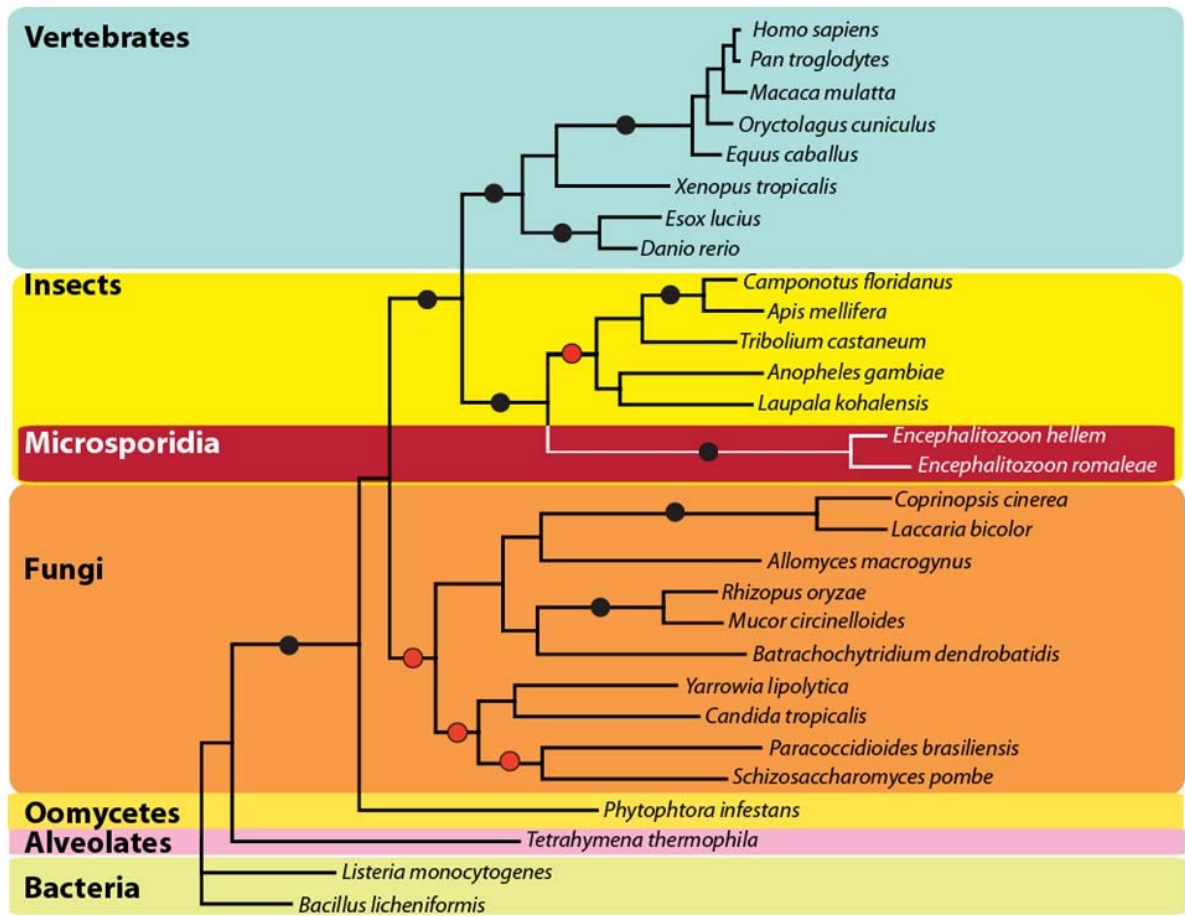 Vertebrates
Homo sapiens
Pan troglodytes
Macaca mulatta
Oryctolagus cuniculus
Equus caballus
Xenopus tropicalis
Esox lucius
Danio rerio
Insects
Camponotus floridanus
Apis mellifera
Tribolium castaneum
Anopheles gambiae
Laupala kohalensis
Microsporidia
Encephalitozoon hellem
Encephalitozoon romaleae
Coprinopsis cinerea
Laccaria bicolor
Fungi
Allomyces macrogynus
Rhizopus oryzae
Mucor circinelloides
Batrachochytridium dendrobatidis
Yarrowia lipolytica
Candida tropicalis
Paracoccidioides brasiliensis
Schizosaccharomyces pombe
Oomycetes
Phytophtora infestans
Alveolates
Tetrahymena thermophila
Listeria monocytogenes
Bacteria
Bacillus licheniformis